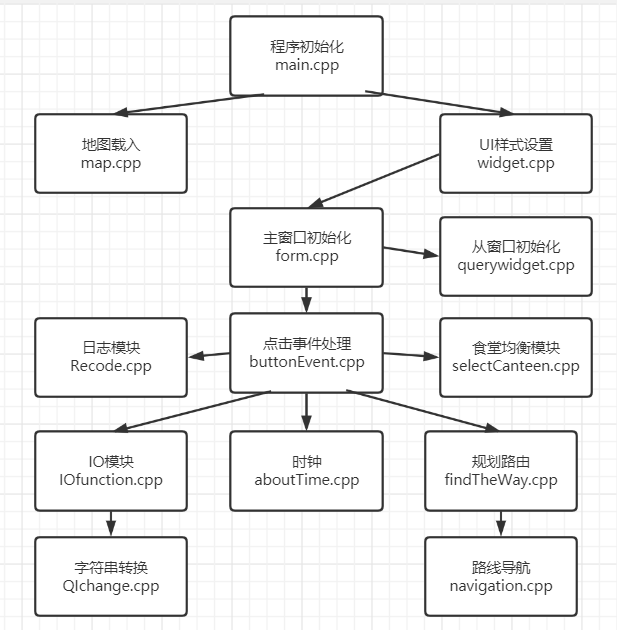 程序初始化
main.cpp
地图载入
map.cpp
UI样式设置
widget.cpp
主窗口初始化
form.cpp
从窗口初始化
querywidget.cpp
日志模块
Recode.cpp
点击事件处理
buttonEvent.cpp
食堂均衡模块
selectCanteen.cpp
IO模块
IOfunction.cpp
时钟
aboutTime.cpp
规划路由
findTheWay.cpp
字符串转换
QIchange.cpp
路线导航
navigation.cpp